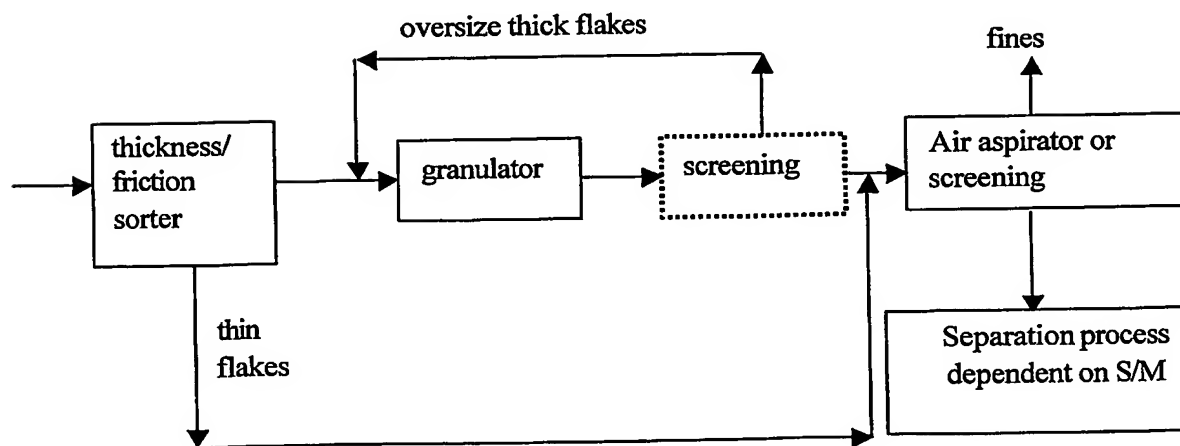 oversize thick flakes
fines
thickness/
friction
sorter
granulator
screening
Air aspirator or
screening
thin
flakes
Separation process
dependent on S/M